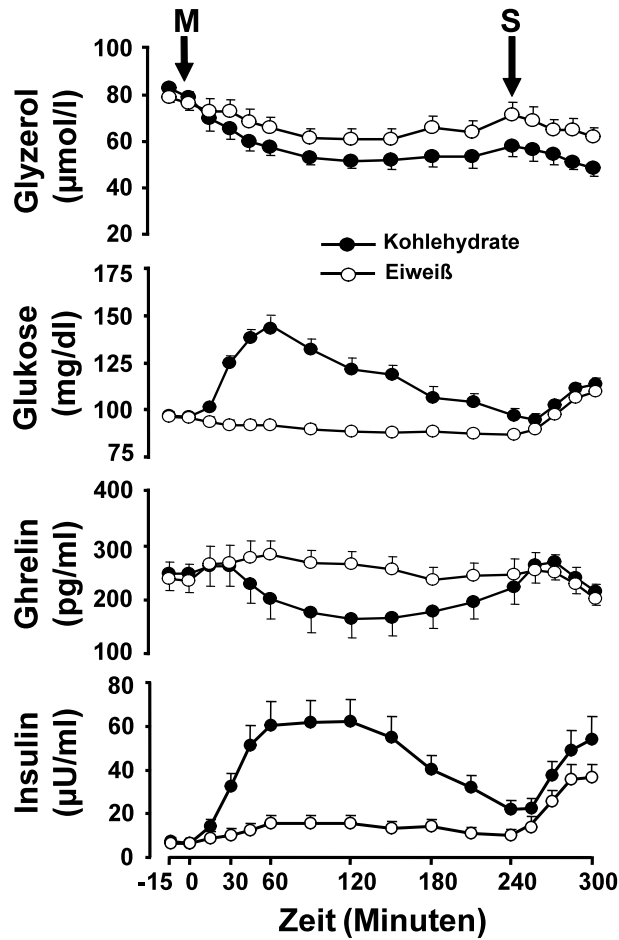 M
S
100
80
60
40
20
Glyzerol
(µmol/l)
Kohlehydrate
Eiweiß
175
150
125
100
75
Glukose
(mg/dl)
400
300
200
100
Ghrelin
(pg/ml)
80
60
40
20
0
Insulin
(µU/ml)
-15 0 30 60 120 180 240 300
Zeit (Minuten)